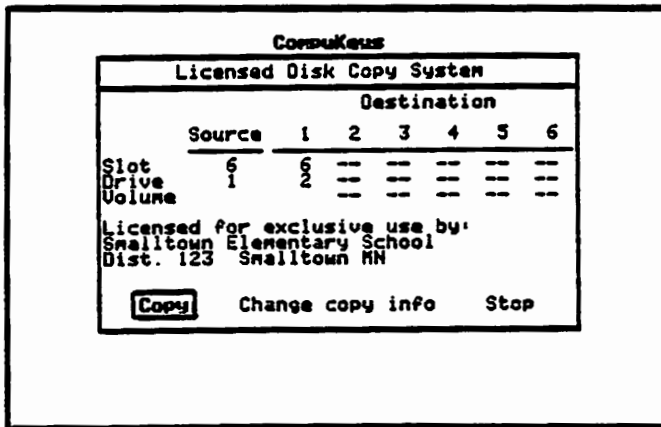 CompuKeys
Licensed Disk Copy System
Destination
Source 1 2 3 4 5 6
Slot 6 6 -- -- -- -- --
Drive 1 2 -- -- -- -- --
Volume -- -- -- -- --
Licensed for exclusive use by:
Smalltown Elementary School
Dist. 123 Smalltown MN
Copy Change copy info Stop